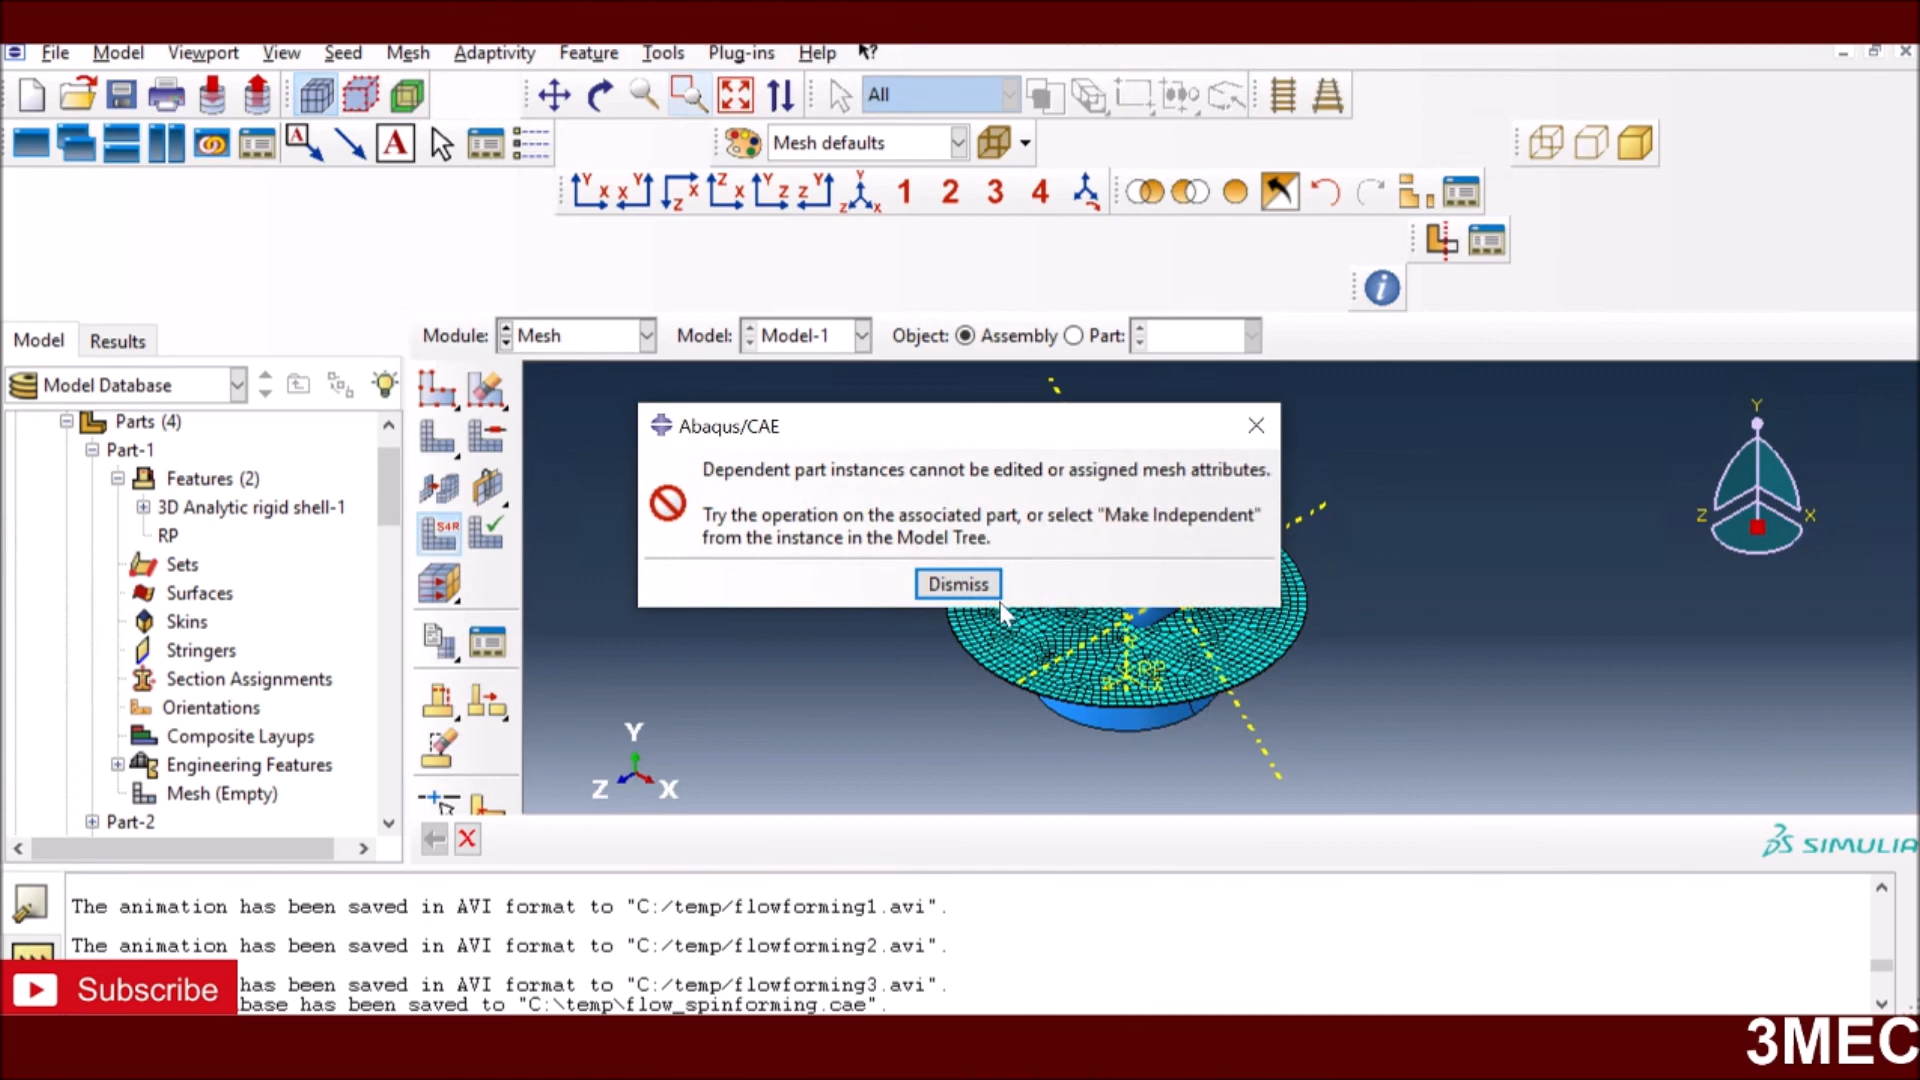 File Model Viewport View Seed Mesh Adaptivity Feature Tools Plug-ins Help
All
A A Mesh defaults
1 2 3 4
Model Results
Module: Mesh Model: Model-1 Object: Assembly Part:
Model Database
Parts (4)
Part-1
Features (2)
3D Analytic rigid shell-1
RP
Sets
Surfaces
Skins
Stringers
Section Assignments
Orientations
Composite Layups
Engineering Features
Mesh (Empty)
Part-2
S4R
Abaqus/CAE
Dependent part instances cannot be edited or assigned mesh attributes.
Try the operation on the associated part, or select "Make Independent"
from the instance in the Model Tree.
Dismiss
RP
Y
Z X
Y
Z X
SIMULIA
The animation has been saved in AVI format to "C:/temp/flowforming1.avi".
The animation has been saved in AVI format to "C:/temp/flowforming2.avi".
has been saved in AVI format to "C:/temp/flowforming3.avi".
base has been saved to "C:\temp\flow_spinforming.cae".
Subscribe
3MEC